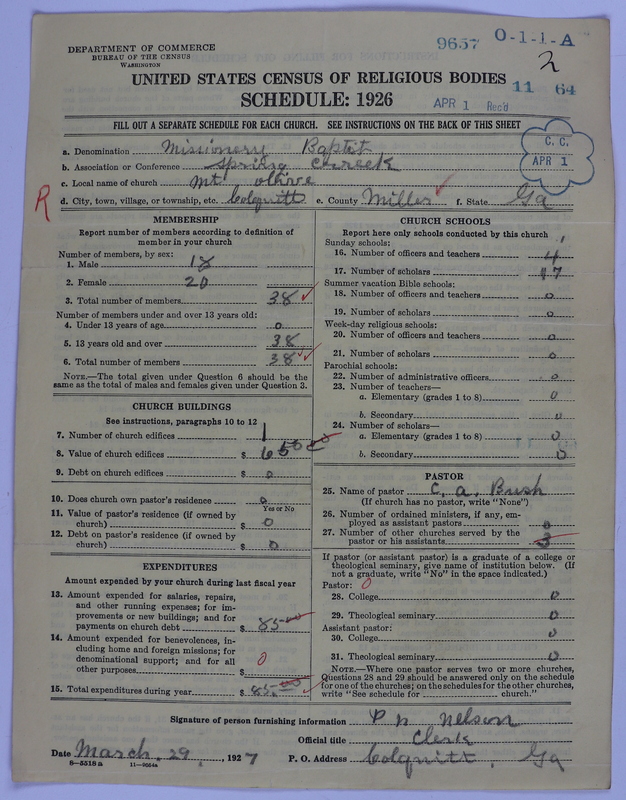 9657 O-1-1-A
DEPARTMENT OF COMMERCE
BUREAU OF THE CENSUS
WASHINGTON
2
UNITED STATES CENSUS OF RELIGIOUS BODIES
11 64
SCHEDULE: 1926
APR 1 Rec'd
FILL OUT A SEPARATE SCHEDULE FOR EACH CHURCH. SEE INSTRUCTIONS ON THE BACK OF THIS SHEET
C. C.
APR 1
a. Denomination Missionery Baptist
b. Association or Conference Spring Creeek
c. Local name of church Mt. olhive
R
d. City, town, village, or township, etc. Colquitt e. County Miller f. State Ga
MEMBERSHIP
Report number of members according to definition of
member in your church
Number of members, by sex:
1. Male 18
2. Female 20
3. Total number of members 38
Number of members under and over 13 years old:
4. Under 13 years of age 0
5. 13 years old and over 38
6. Total number of members 38
NOTE.—The total given under Question 6 should be the
same as the total of males and females given under Question 3.
CHURCH BUILDINGS
See instructions, paragraphs 10 to 12
7. Number of church edifices 1
8. Value of church edifices $ 650
9. Debt on church edifices $ 0
10. Does church own pastor's residence 0
Yes or No
11. Value of pastor's residence (if owned by
church) $ 0
12. Debt on pastor's residence (if owned by
church) $ 0
EXPENDITURES
Amount expended by your church during last fiscal year
13. Amount expended for salaries, repairs,
and other running expenses; for im-
provements or new buildings; and for
payments on church debt $ 85.00
14. Amount expended for benevolences, in-
cluding home and foreign missions; for
denominational support; and for all
other purposes $ 0
15. Total expenditures during year $ 85.00
CHURCH SCHOOLS
Report here only schools conducted by this church
Sunday schools:
16. Number of officers and teachers 4
17. Number of scholars 47
Summer vacation Bible schools:
18. Number of officers and teachers 0
19. Number of scholars 0
Week-day religious schools:
20. Number of officers and teachers 0
21. Number of scholars 0
Parochial schools:
22. Number of administrative officers 0
23. Number of teachers—
a. Elementary (grades 1 to 8) 0
b. Secondary 0
24. Number of scholars—
a. Elementary (grades 1 to 8) 0
b. Secondary 0
PASTOR
25. Name of pastor C. a. Bush
(If church has no pastor, write "None")
26. Number of ordained ministers, if any, em-
ployed as assistant pastors 0
27. Number of other churches served by the
pastor or his assistants 3
If pastor (or assistant pastor) is a graduate of a college or
theological seminary, give name of institution below. (If
not a graduate, write "No" in the space indicated.)
Pastor: 0
28. College 0
29. Theological seminary 0
Assistant pastor:
30. College 0
31. Theological seminary 0
NOTE.—Where one pastor serves two or more churches,
Questions 28 and 29 should be answered only on the schedule
for one of the churches; on the schedules for the other churches,
write "See schedule for church."
Signature of person furnishing information P n nelson
Official title Clerk
Date March, 29, 1927 P. O. Address Colquitt, Ga
8—5518 a 11—9664a